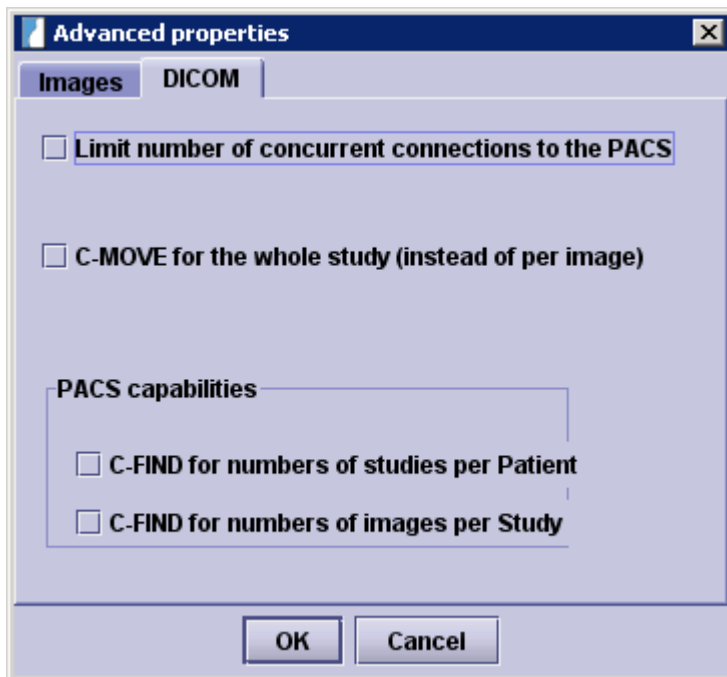 Advanced properties
Images
DICOM
Limit number of concurrent connections to the PACS
C-MOVE for the whole study (instead of per image)
PACS capabilities
C-FIND for numbers of studies per Patient
C-FIND for numbers of images per Study
OK
Cancel